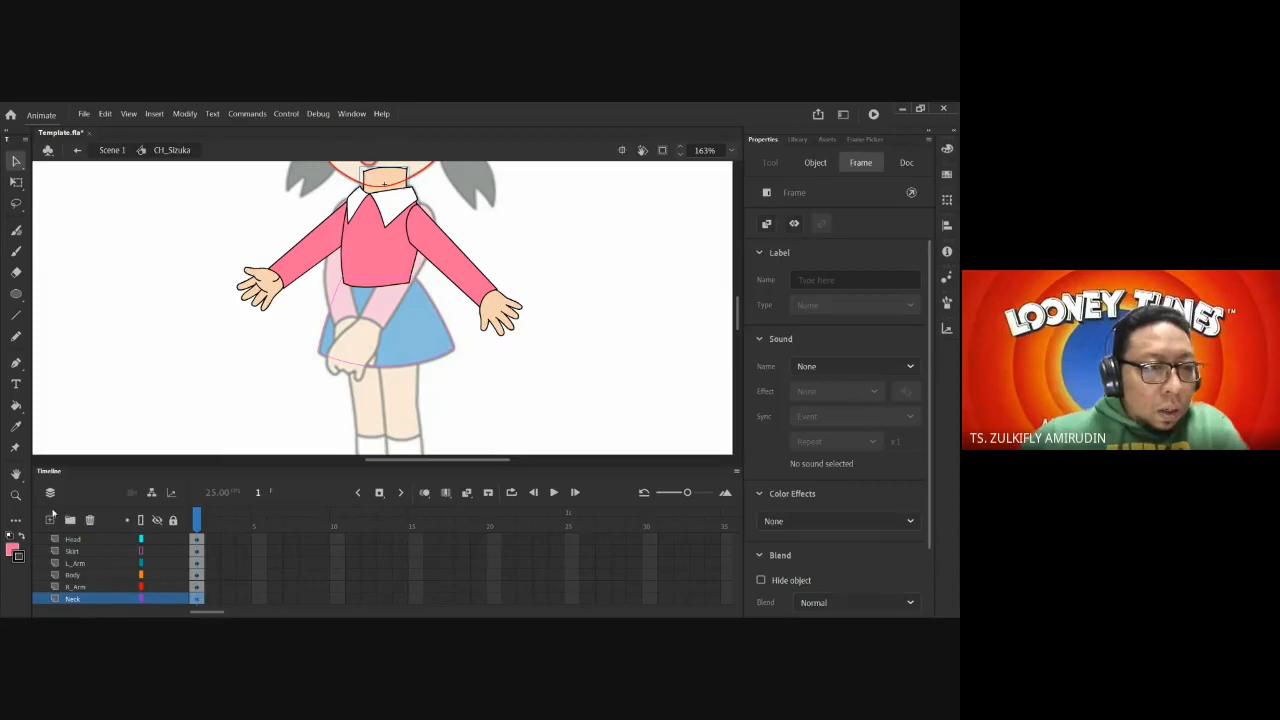 Animate File Edit View Insert Modify Text Commands Control Debug Window Help
Template.fla* ×
Scene 1 CH_Sizuka 163%
Properties Library Assets Frame Picker
Tool Object Frame Doc
Frame
Label
Name Type here
Type Name
Sound
Name None
Effect None
Sync Event
Repeat x 1
No sound selected
Color Effects
None
Blend
Hide object
Blend Normal
Timeline
25.00 FPS 1 F
1s
5 10 15 20 25 30 35
Head
Skirt
L_Arm
Body
R_Arm
Neck
LOONEY TUNES™
TS. ZULKIFLY AMIRUDIN